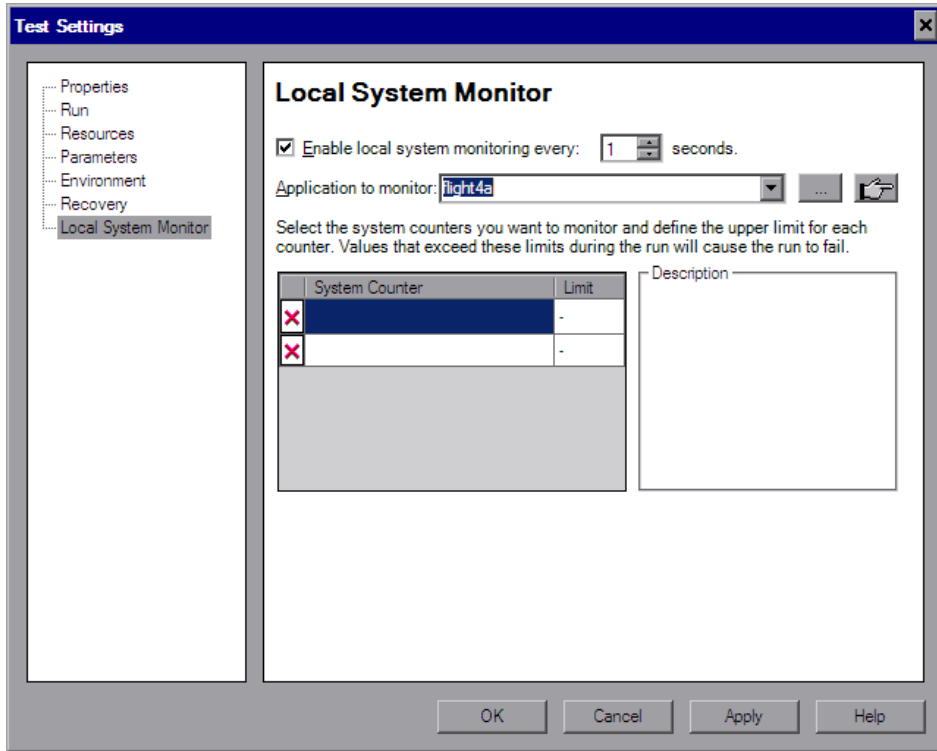 Test Settings
Properties
Run
Resources
Parameters
Environment
Recovery
Local System Monitor
Local System Monitor
Enable local system monitoring every: 1 seconds.
Application to monitor: flight4a ...
Select the system counters you want to monitor and define the upper limit for each
counter. Values that exceed these limits during the run will cause the run to fail.
System Counter Limit
-
-
Description
OK Cancel Apply Help